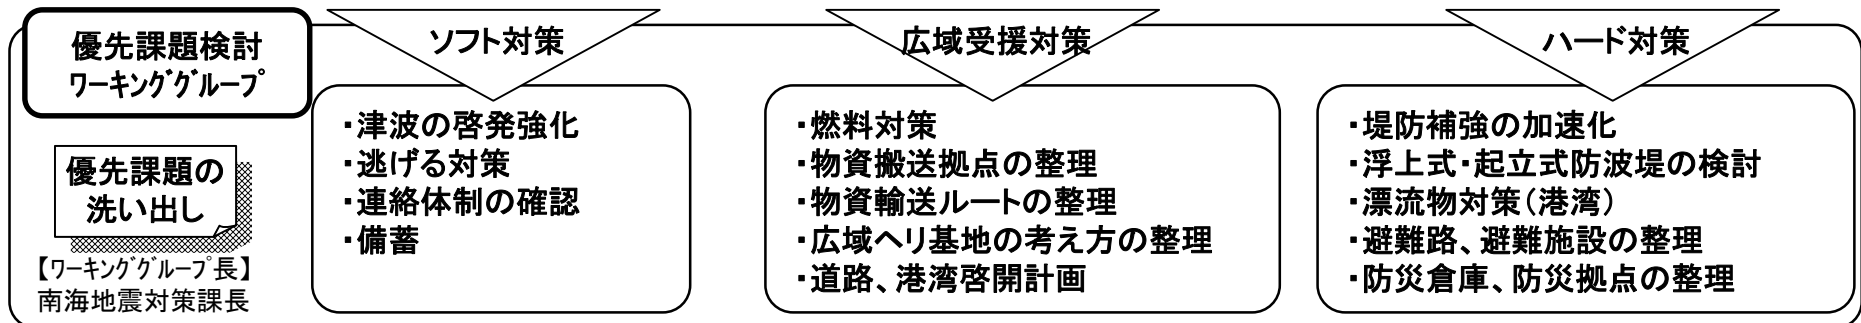 優先課題検討
ワーキンググループ
優先課題の
洗い出し
【ワーキンググループ長】
南海地震対策課長
ソフト対策
・津波の啓発強化
・逃げる対策
・連絡体制の確認
・備蓄
広域受援対策
・燃料対策
・物資搬送拠点の整理
・物資輸送ルートの整理
・広域ヘリ基地の考え方の整理
・道路、港湾啓開計画
ハード対策
・堤防補強の加速化
・浮上式・起立式防波堤の検討
・漂流物対策(港湾)
・避難路、避難施設の整理
・防災倉庫、防災拠点の整理